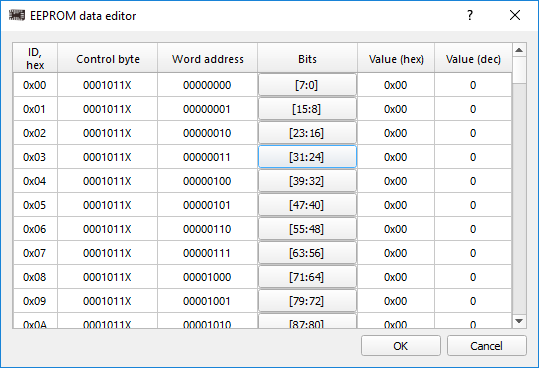 EEPROM data editor
ID, hex Control byte Word address Bits Value (hex) Value (dec)
0x00 0001011X 00000000 [7:0] 0x00 0
0x01 0001011X 00000001 [15:8] 0x00 0
0x02 0001011X 00000010 [23:16] 0x00 0
0x03 0001011X 00000011 [31:24] 0x00 0
0x04 0001011X 00000100 [39:32] 0x00 0
0x05 0001011X 00000101 [47:40] 0x00 0
0x06 0001011X 00000110 [55:48] 0x00 0
0x07 0001011X 00000111 [63:56] 0x00 0
0x08 0001011X 00001000 [71:64] 0x00 0
0x09 0001011X 00001001 [79:72] 0x00 0
0x0A 0001011X 00001010 [87:80] 0x00 0
OK Cancel